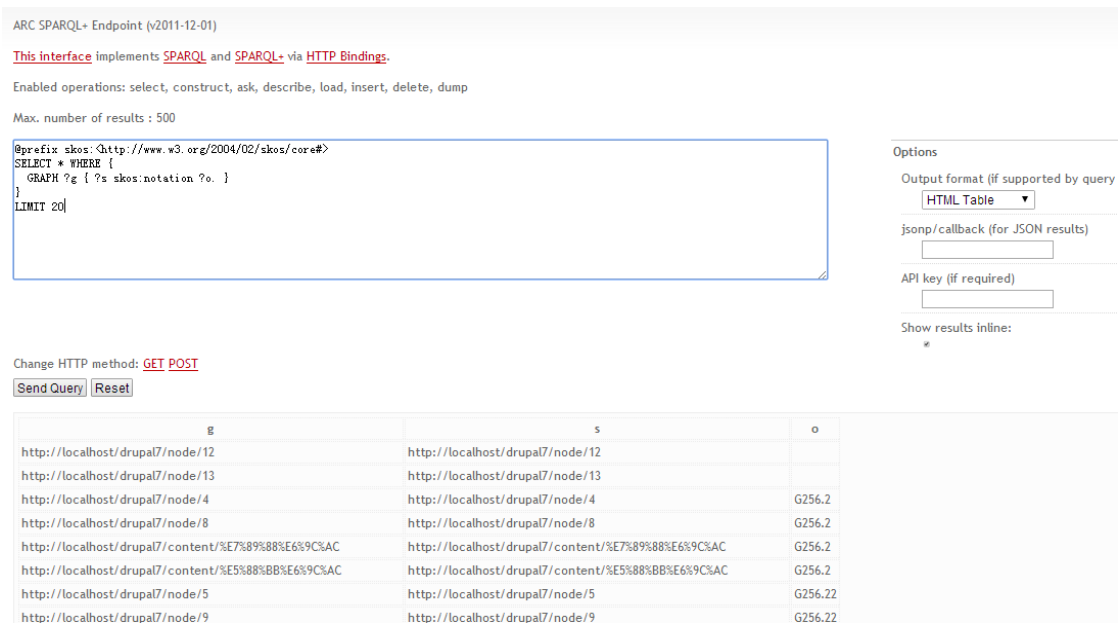 ARC SPARQL+ Endpoint (v2011-12-01)
This interface implements SPARQL and SPARQL+ via HTTP Bindings.
Enabled operations: select, construct, ask, describe, load, insert, delete, dump
Max. number of results : 500
@prefix skos:<http://www.w3.org/2004/02/skos/core#>
SELECT * WHERE {
GRAPH ?g { ?s skos:notation ?o. }
}
LIMIT 20
Options
Output format (if supported by query
HTML Table
jsonp/callback (for JSON results)
API key (if required)
Show results inline:
Change HTTP method: GET POST
Send Query Reset
g s o
http://localhost/drupal7/node/12 http://localhost/drupal7/node/12
http://localhost/drupal7/node/13 http://localhost/drupal7/node/13
http://localhost/drupal7/node/4 http://localhost/drupal7/node/4 G256.2
http://localhost/drupal7/node/8 http://localhost/drupal7/node/8 G256.2
http://localhost/drupal7/content/%E7%89%88%E6%9C%AC http://localhost/drupal7/content/%E7%89%88%E6%9C%AC G256.2
http://localhost/drupal7/content/%E5%88%BB%E6%9C%AC http://localhost/drupal7/content/%E5%88%BB%E6%9C%AC G256.2
http://localhost/drupal7/node/5 http://localhost/drupal7/node/5 G256.22
http://localhost/drupal7/node/9 http://localhost/drupal7/node/9 G256.22